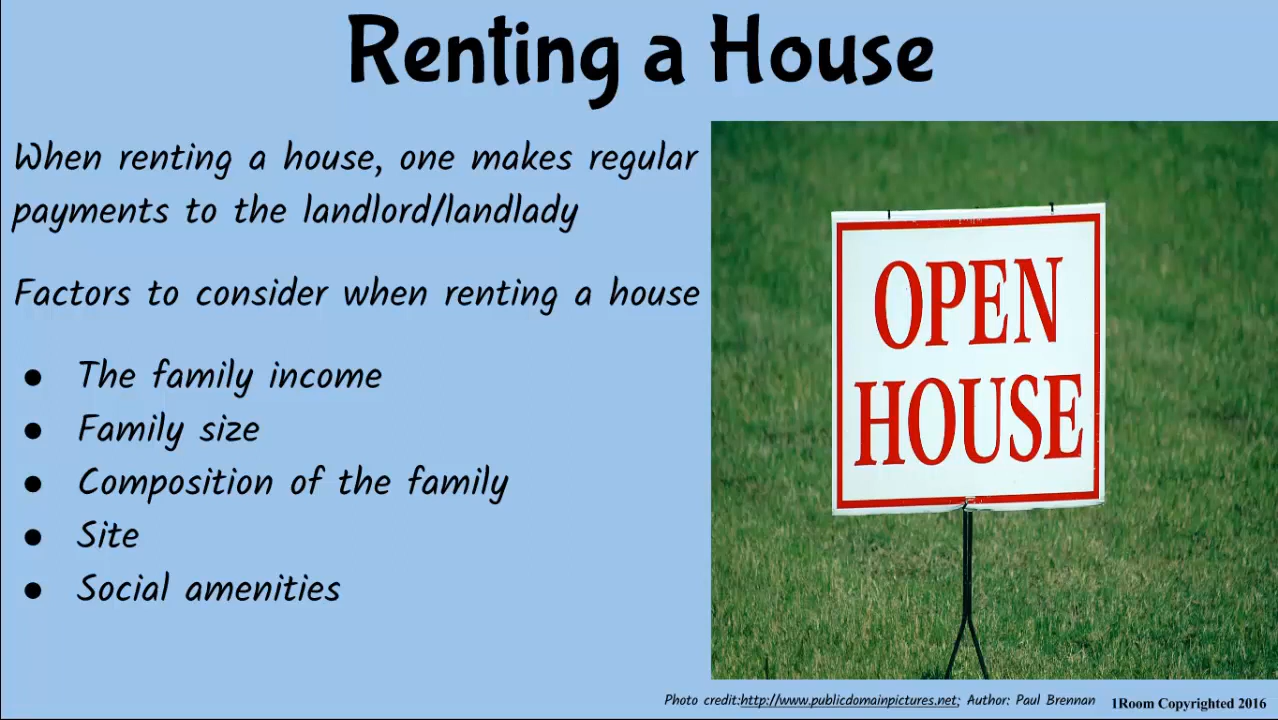 Renting a House
When renting a house, one makes regular
payments to the landlord/landlady
Factors to consider when renting a house
● The family income
● Family size
● Composition of the family
● Site
● Social amenities
OPEN
HOUSE
Photo credit:http://www.publicdomainpictures.net; Author: Paul Brennan
1Room Copyrighted 2016